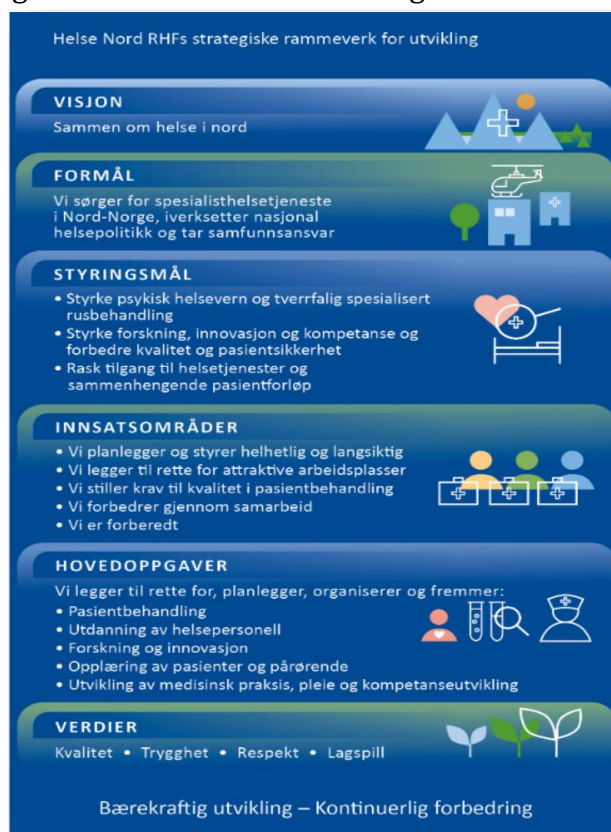 Helse Nord RHFs strategiske rammeverk for utvikling
VISJON
Sammen om helse i nord
FORMÅL
Vi sørger for spesialisthelsetjeneste
i Nord-Norge, iverksetter nasjonal
helsepolitikk og tar samfunnsansvar
STYRINGSMÅL
• Styrke psykisk helsevern og tverrfalig spesialisert
rusbehandling
• Styrke forskning, innovasjon og kompetanse og
forbedre kvalitet og pasientsikkerhet
• Rask tilgang til helsetjenester og
sammenhengende pasientforløp
INNSATSOMRÅDER
• Vi planlegger og styrer helhetlig og langsiktig
• Vi legger til rette for attraktive arbeidsplasser
• Vi stiller krav til kvalitet i pasientbehandling
• Vi forbedrer gjennom samarbeid
• Vi er forberedt
HOVEDOPPGAVER
Vi legger til rette for, planlegger, organiserer og fremmer:
• Pasientbehandling
• Utdanning av helsepersonell
• Forskning og innovasjon
• Opplæring av pasienter og pårørende
• Utvikling av medisinsk praksis, pleie og kompetanseutvikling
VERDIER
Kvalitet • Trygghet • Respekt • Lagspill
Bærekraftig utvikling – Kontinuerlig forbedring